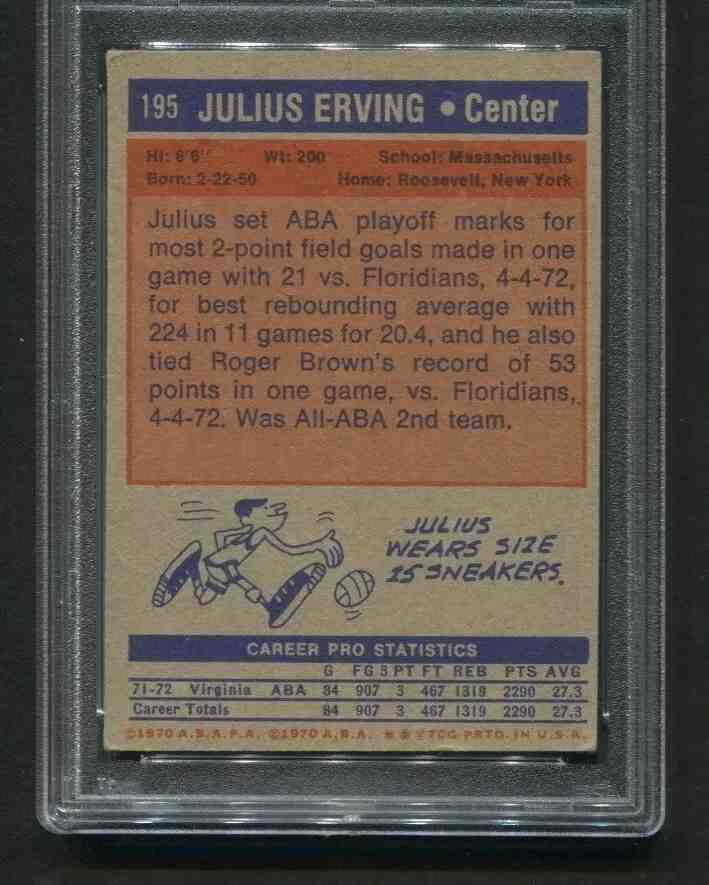 195 JULIUS ERVING • Center
Ht: 6'6" Wt: 200 School: Massachusetts
Born: 2-22-50 Home: Roosevelt, New York
Julius set ABA playoff marks for
most 2-point field goals made in one
game with 21 vs. Floridians, 4-4-72,
for best rebounding average with
224 in 11 games for 20.4, and he also
tied Roger Brown's record of 53
points in one game, vs. Floridians,
4-4-72. Was All-ABA 2nd team.
JULIUS
WEARS SIZE
15 SNEAKERS.
CAREER PRO STATISTICS
G FG 3 PT FT REB PTS AVG
71-72 Virginia ABA 84 907 3 467 1319 2290 27.3
Career Totals 84 907 3 467 1319 2290 27.3
©1970 A.B.A.P.A. ©1970 A.B.A. ✱ ✱ ©TCG PRTD. IN U.S.A.